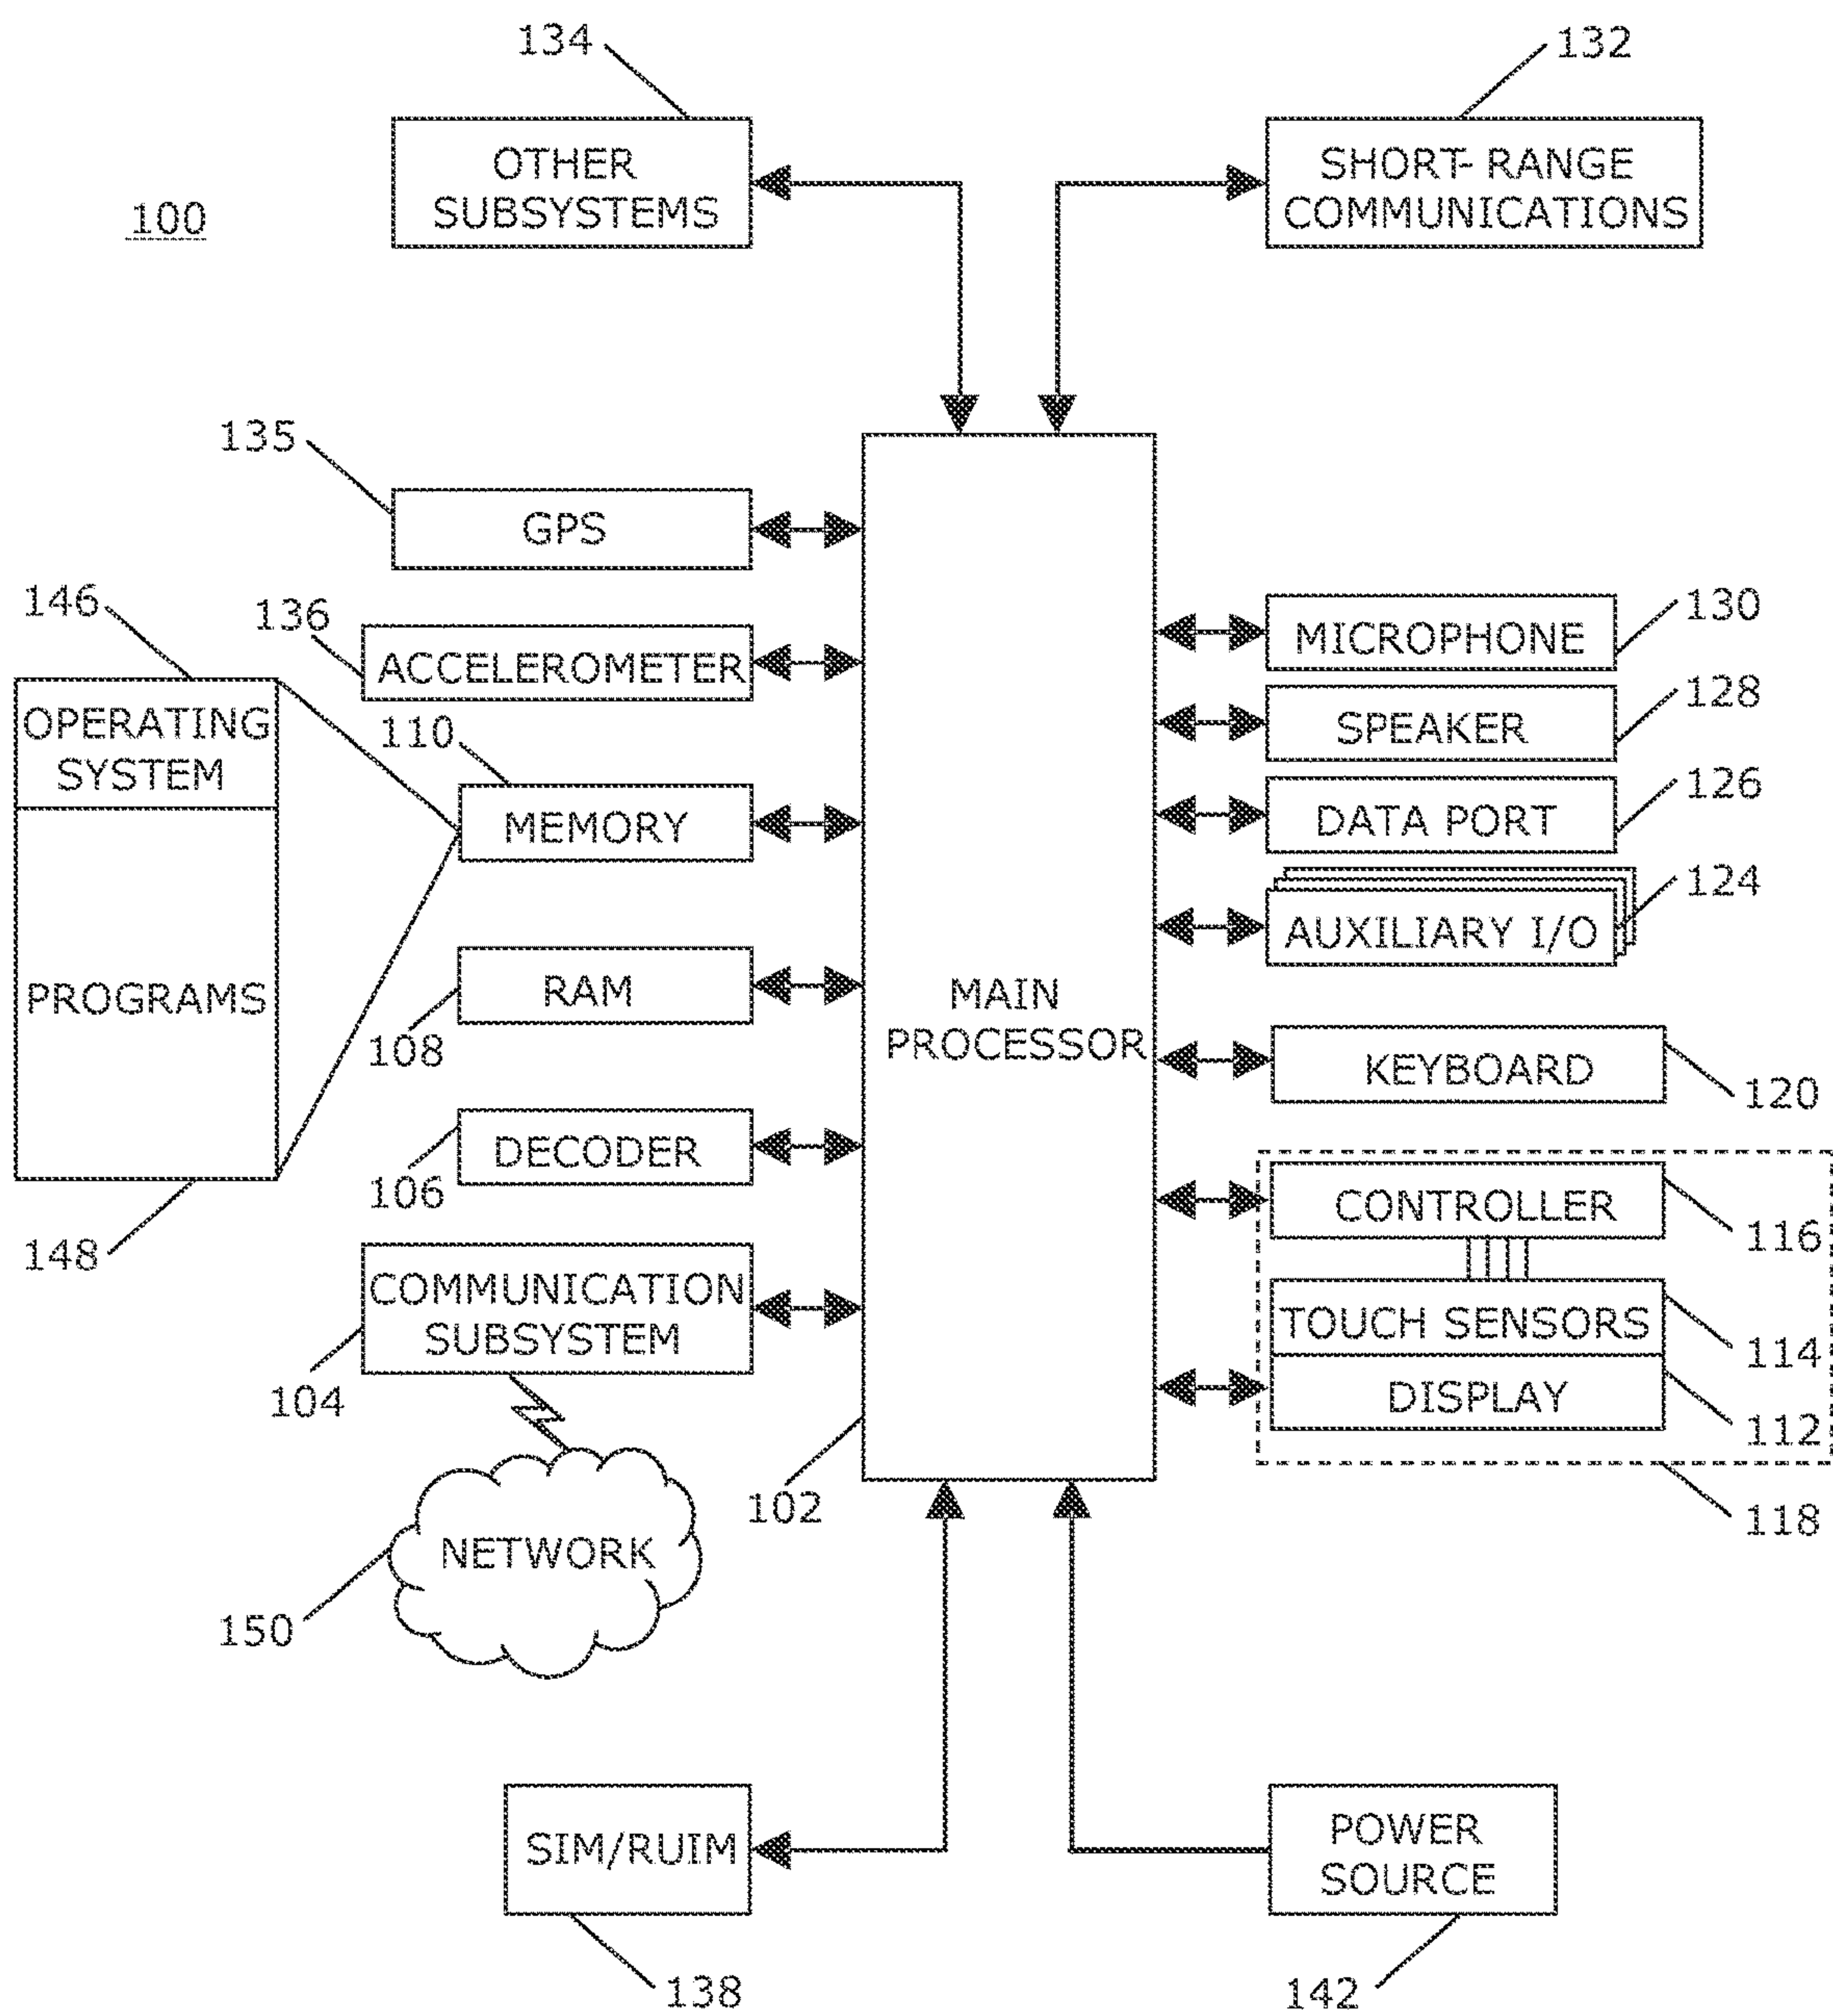 134
132
OTHER
SUBSYSTEMS
SHORT- RANGE
COMMUNICATIONS
100
135
GPS
146
136
ACCELEROMETER
130
MICROPHONE
OPERATING
SYSTEM
110
128
SPEAKER
MEMORY
126
DATA PORT
124
AUXILIARY I/O
PROGRAMS
RAM
108
MAIN
PROCESSOR
KEYBOARD
120
DECODER
106
CONTROLLER
116
148
COMMUNICATION
SUBSYSTEM
104
TOUCH SENSORS
114
DISPLAY
112
102
118
NETWORK
150
SIM/RUIM
138
POWER
SOURCE
142